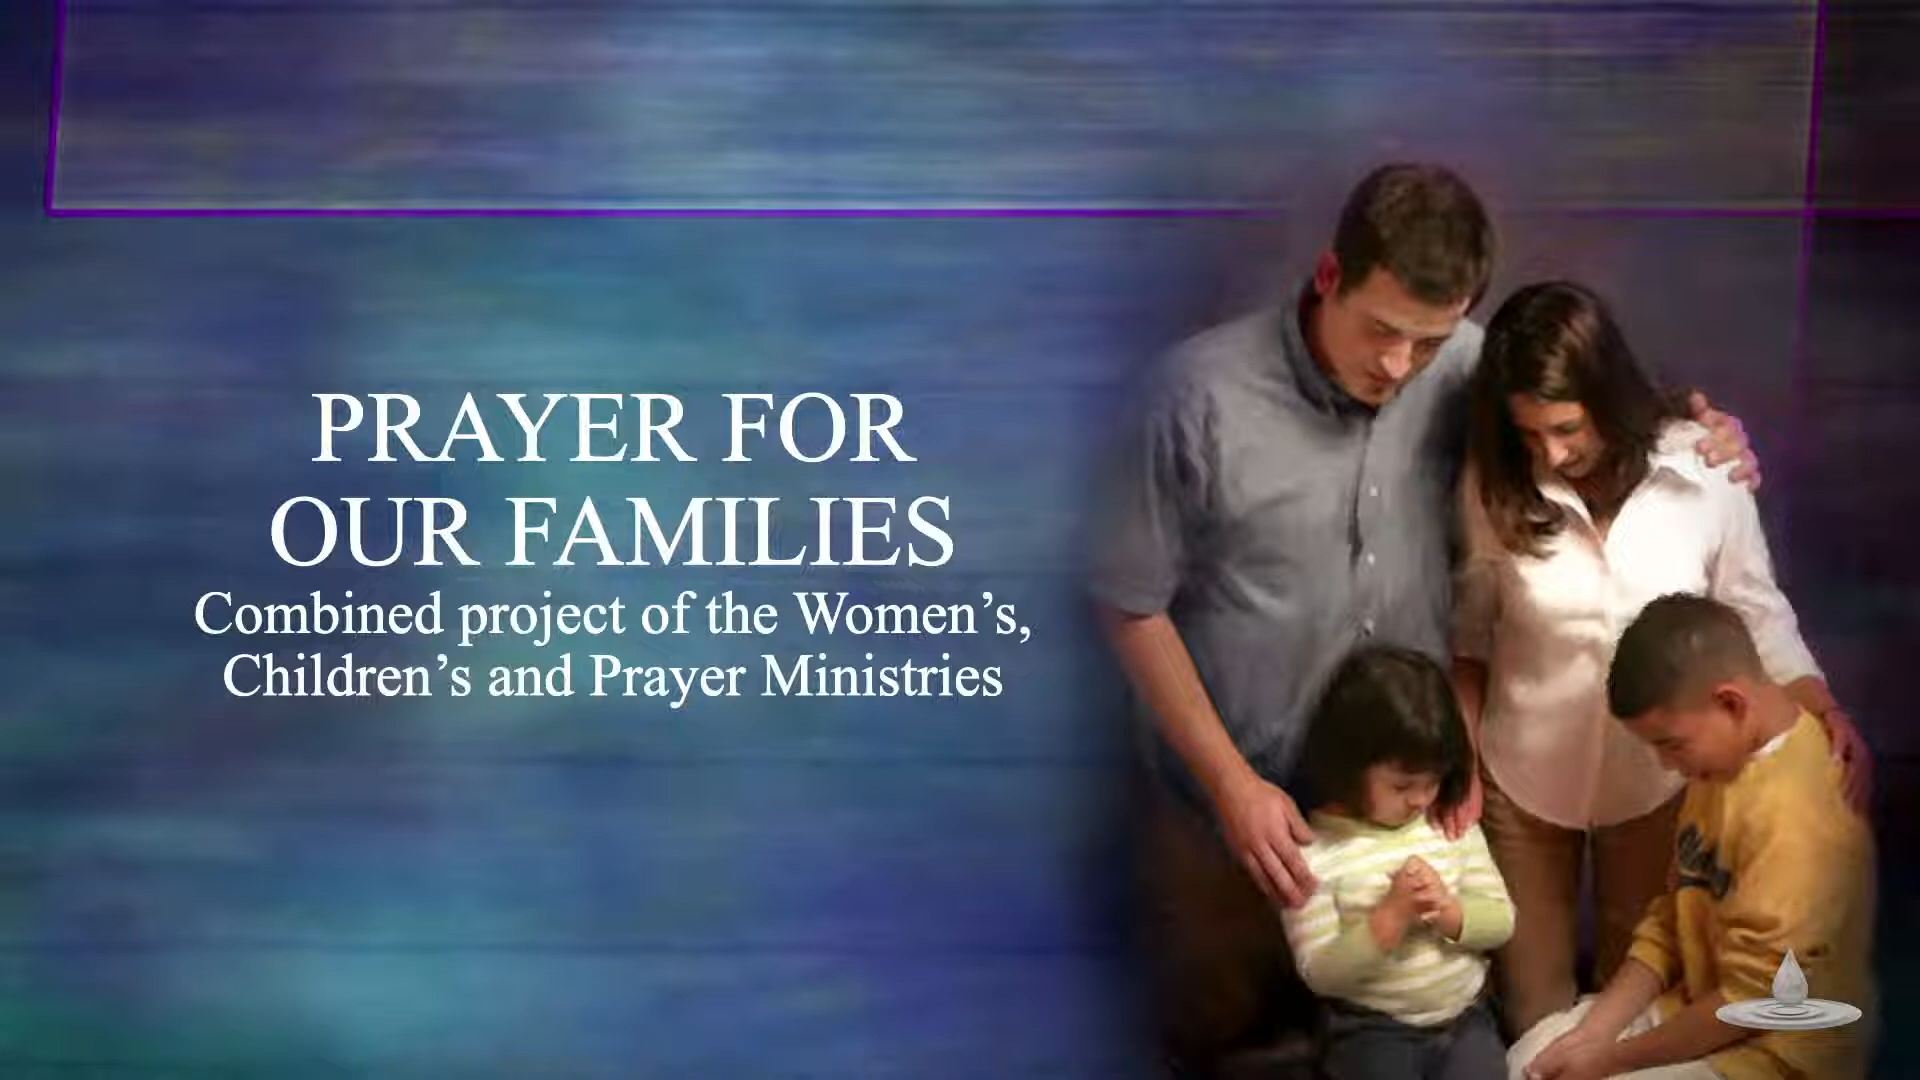 PRAYER FOR
OUR FAMILIES
Combined project of the Women’s,
Children’s and Prayer Ministries